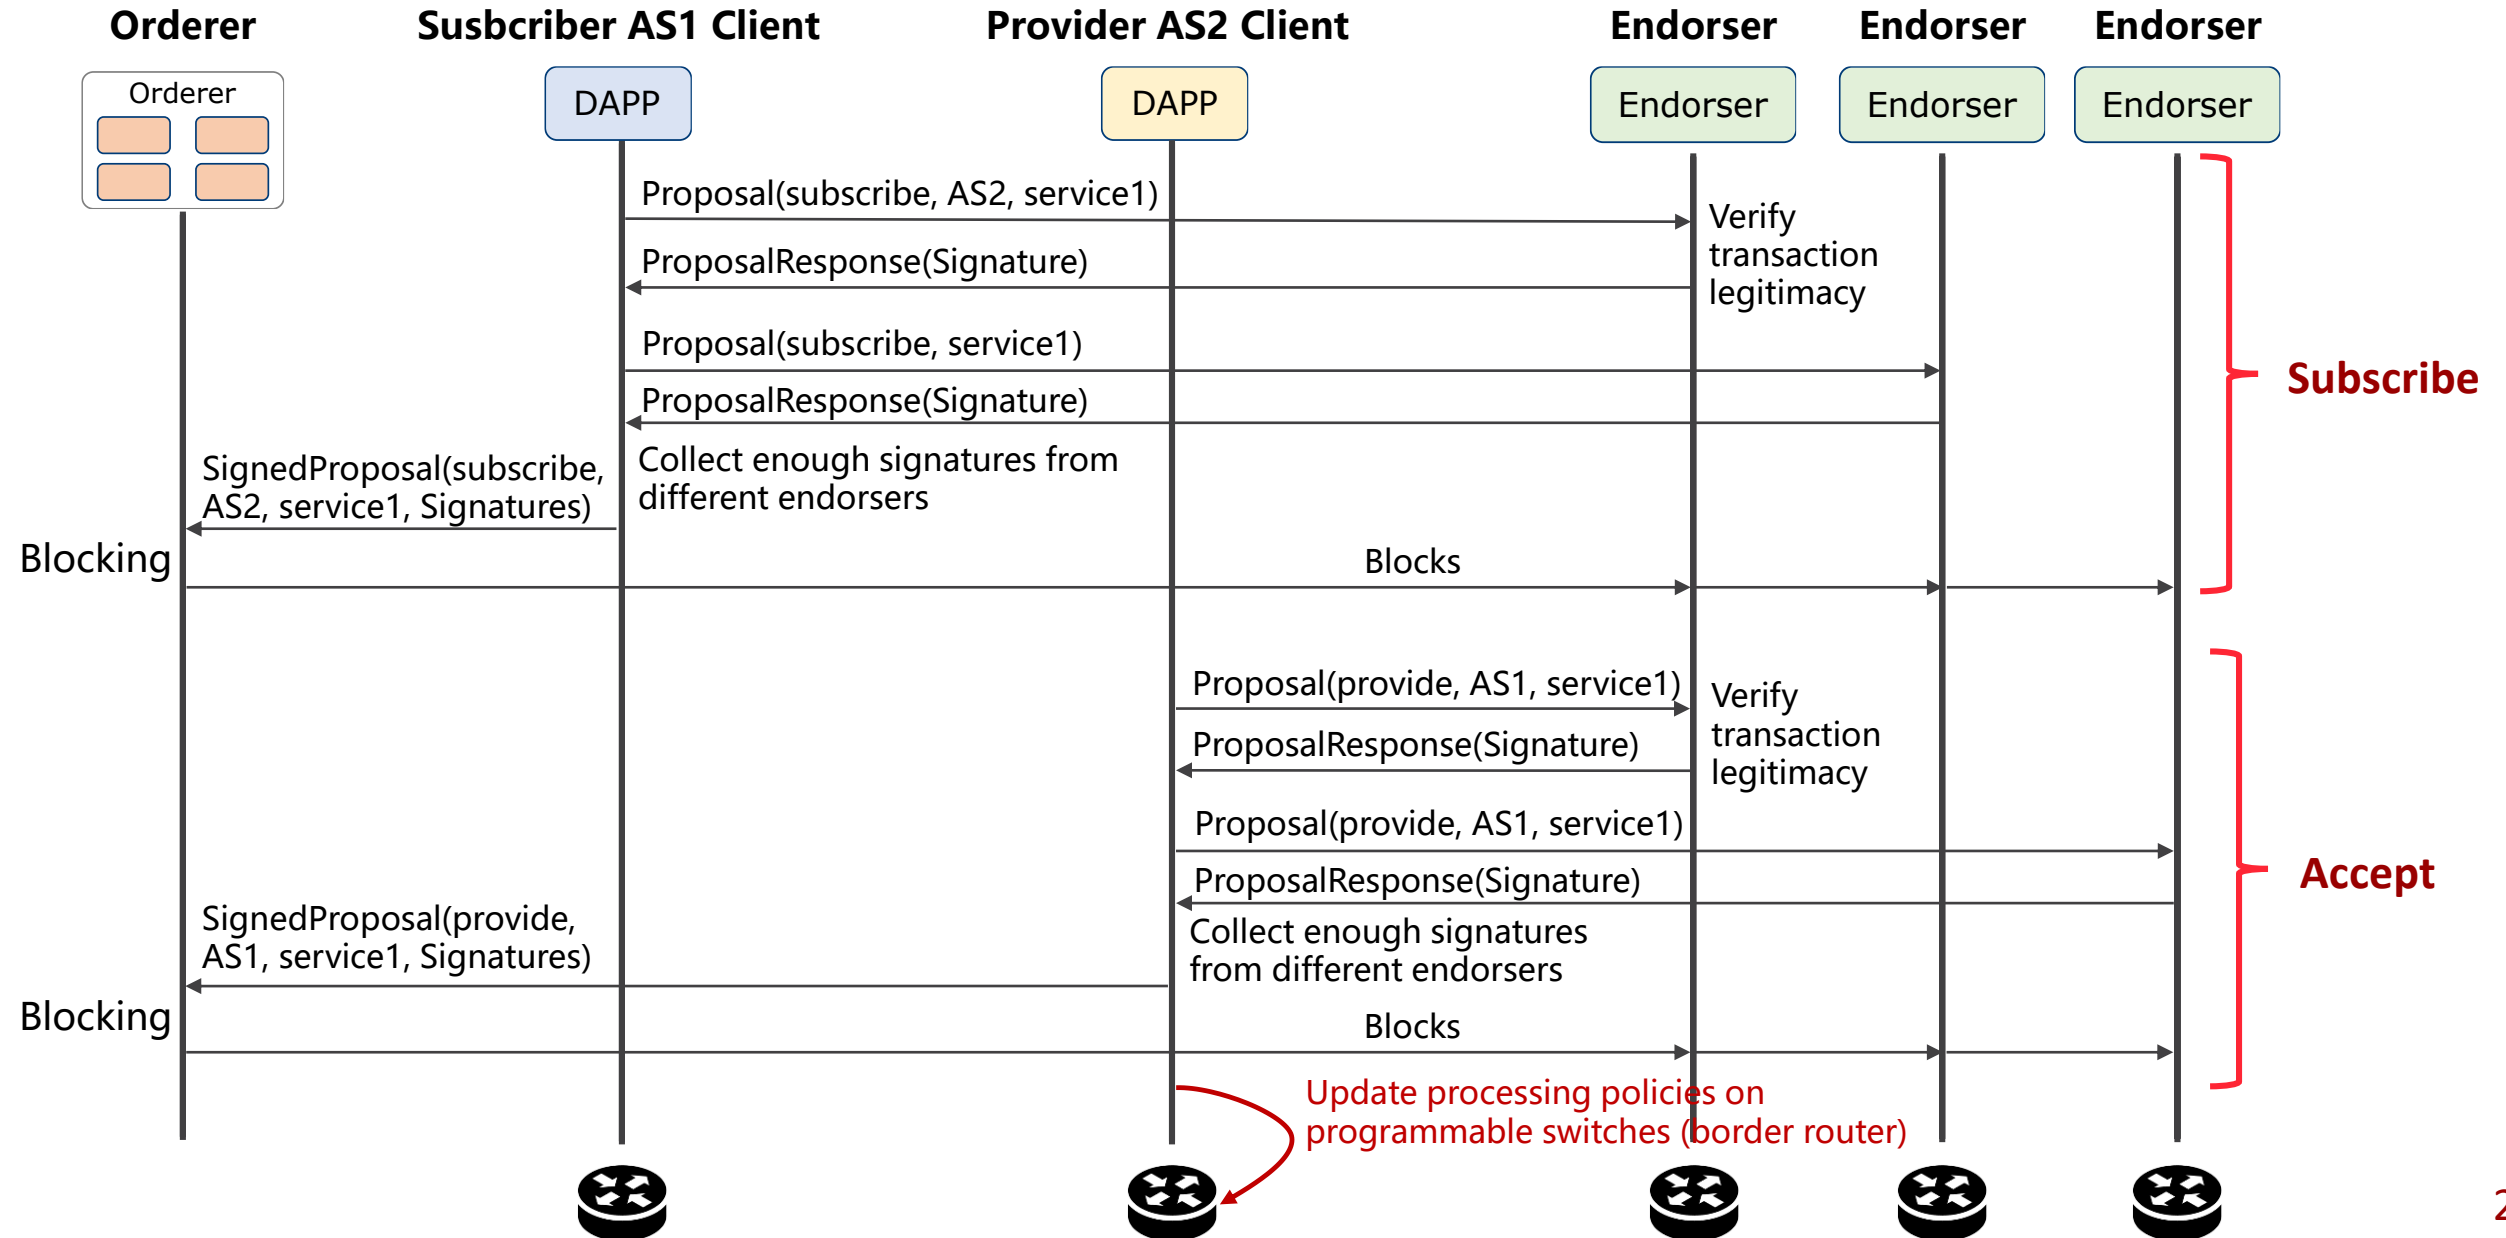 Orderer
Susbcriber AS1 Client
Provider AS2 Client
Endorser
Endorser
Endorser
Orderer
DAPP
DAPP
Endorser
Endorser
Endorser
Proposal(subscribe, AS2, service1)
Verify
transaction
legitimacy
ProposalResponse(Signature)
Proposal(subscribe, service1)
ProposalResponse(Signature)
Subscribe
Collect enough signatures from
different endorsers
SignedProposal(subscribe,
AS2, service1, Signatures)
Blocking
Blocks
Proposal(provide, AS1, service1)
Verify
transaction
legitimacy
ProposalResponse(Signature)
Proposal(provide, AS1, service1)
ProposalResponse(Signature)
Accept
Collect enough signatures
from different endorsers
SignedProposal(provide,
AS1, service1, Signatures)
Blocking
Blocks
Update processing policies on
programmable switches (border router)